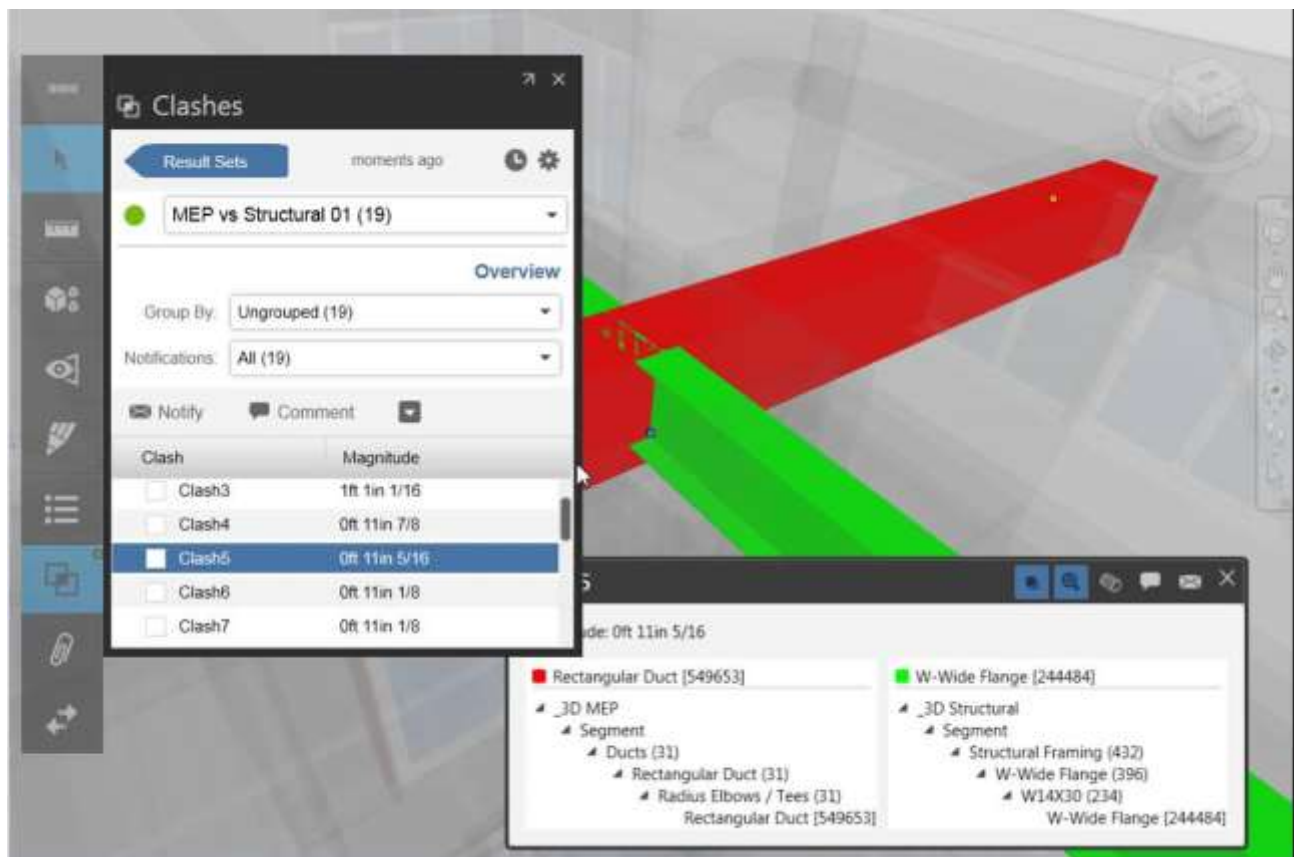 Clashes
Result Sets
moments ago
MEP vs Structural 01 (19)
Overview
Group By: Ungrouped (19)
Notifications: All (19)
Notify Comment
Clash Magnitude
Clash3 1ft 1in 1/16
Clash4 0ft 11in 7/8
Clash5 0ft 11in 5/16
Clash6 0ft 11in 1/8
Clash7 0ft 11in 1/8
5
ude: 0ft 11in 5/16
Rectangular Duct [549653]
_3D MEP
Segment
Ducts (31)
Rectangular Duct (31)
Radius Elbows / Tees (31)
Rectangular Duct [549653]
W-Wide Flange [244484]
_3D Structural
Segment
Structural Framing (432)
W-Wide Flange (396)
W14X30 (234)
W-Wide Flange [244484]